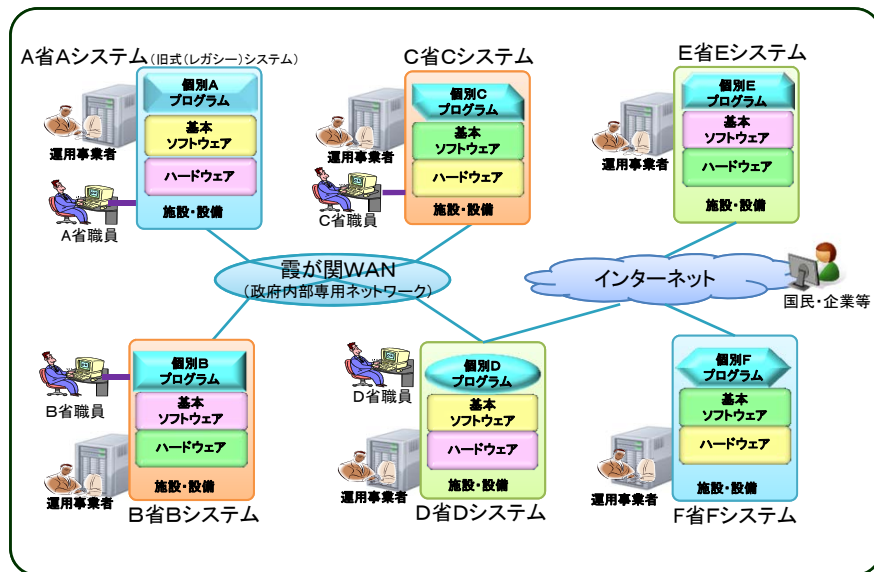 A省Aシステム(旧式(レガシー)システム)
個別A
プログラム
基本
ソフトウェア
ハードウェア
施設・設備
運用事業者
A省職員
C省Cシステム
個別C
プログラム
基本
ソフトウェア
ハードウェア
施設・設備
運用事業者
C省職員
E省Eシステム
個別E
プログラム
基本
ソフトウェア
ハードウェア
施設・設備
運用事業者
霞が関WAN
(政府内部専用ネットワーク)
インターネット
国民・企業等
個別B
プログラム
基本
ソフトウェア
ハードウェア
施設・設備
B省職員
運用事業者
B省Bシステム
個別D
プログラム
基本
ソフトウェア
ハードウェア
施設・設備
D省職員
運用事業者
D省Dシステム
個別F
プログラム
基本
ソフトウェア
ハードウェア
施設・設備
運用事業者
F省Fシステム